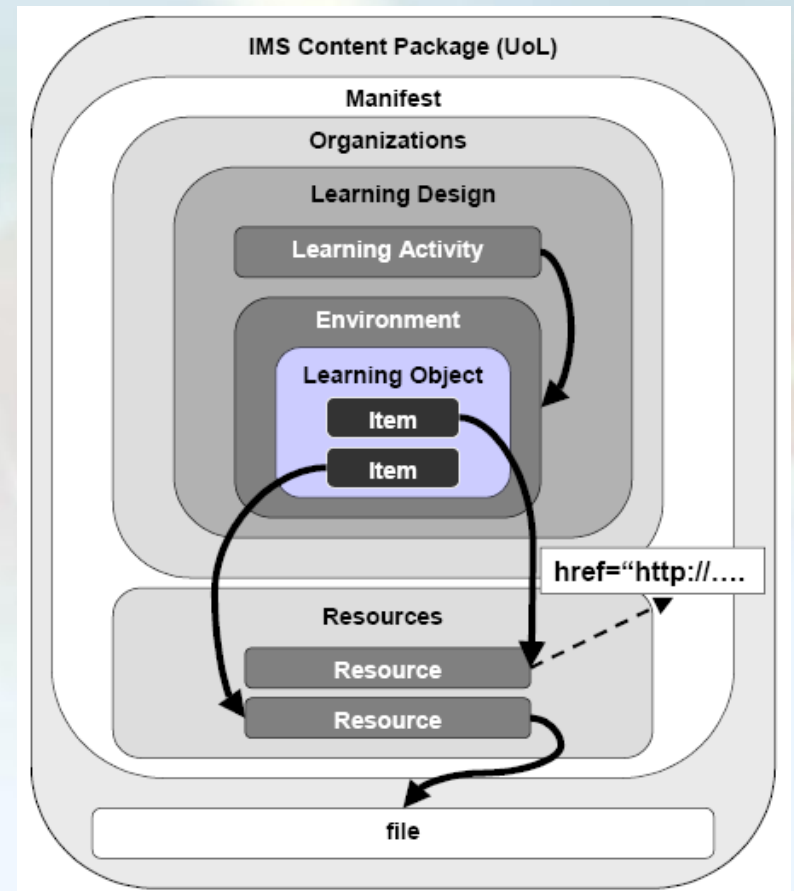 IMS Content Package (UoL)
Manifest
Organizations
Learning Design
Learning Activity
Environment
Learning Object
Item
Item
href=“http://….
Resources
Resource
Resource
file